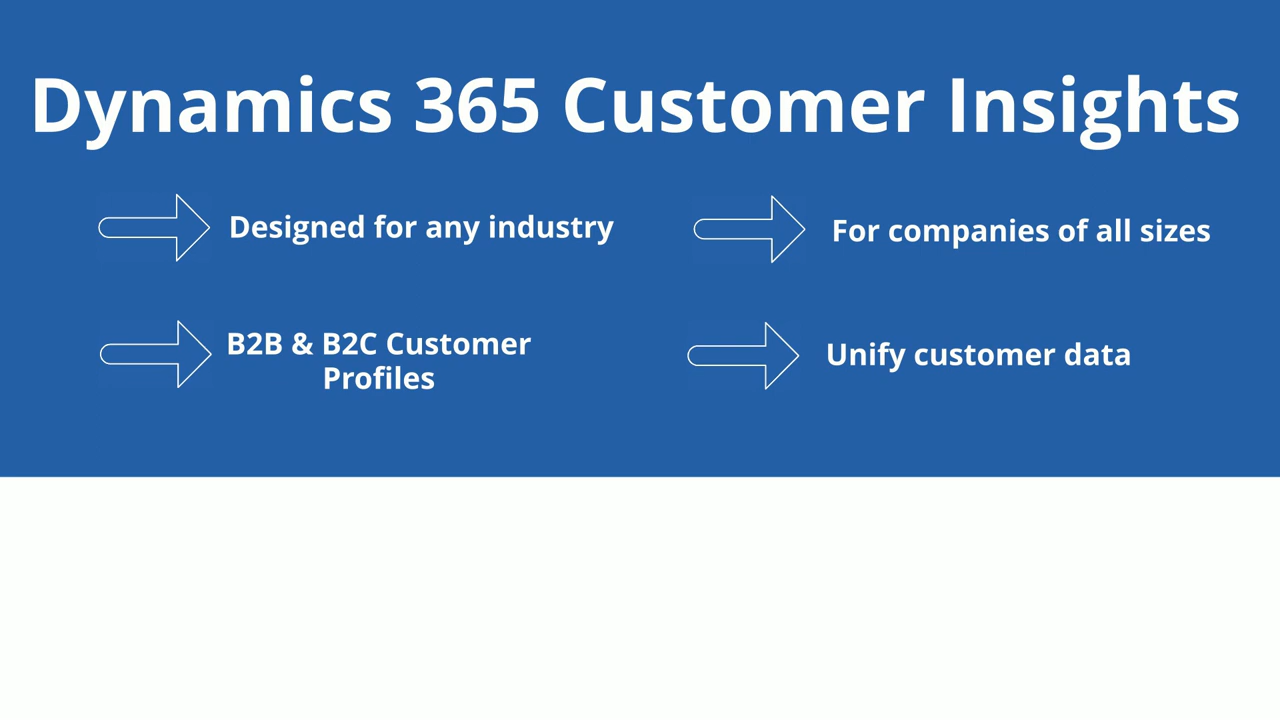 Dynamics 365 Customer Insights
Designed for any industry
For companies of all sizes
B2B & B2C Customer
Profiles
Unify customer data